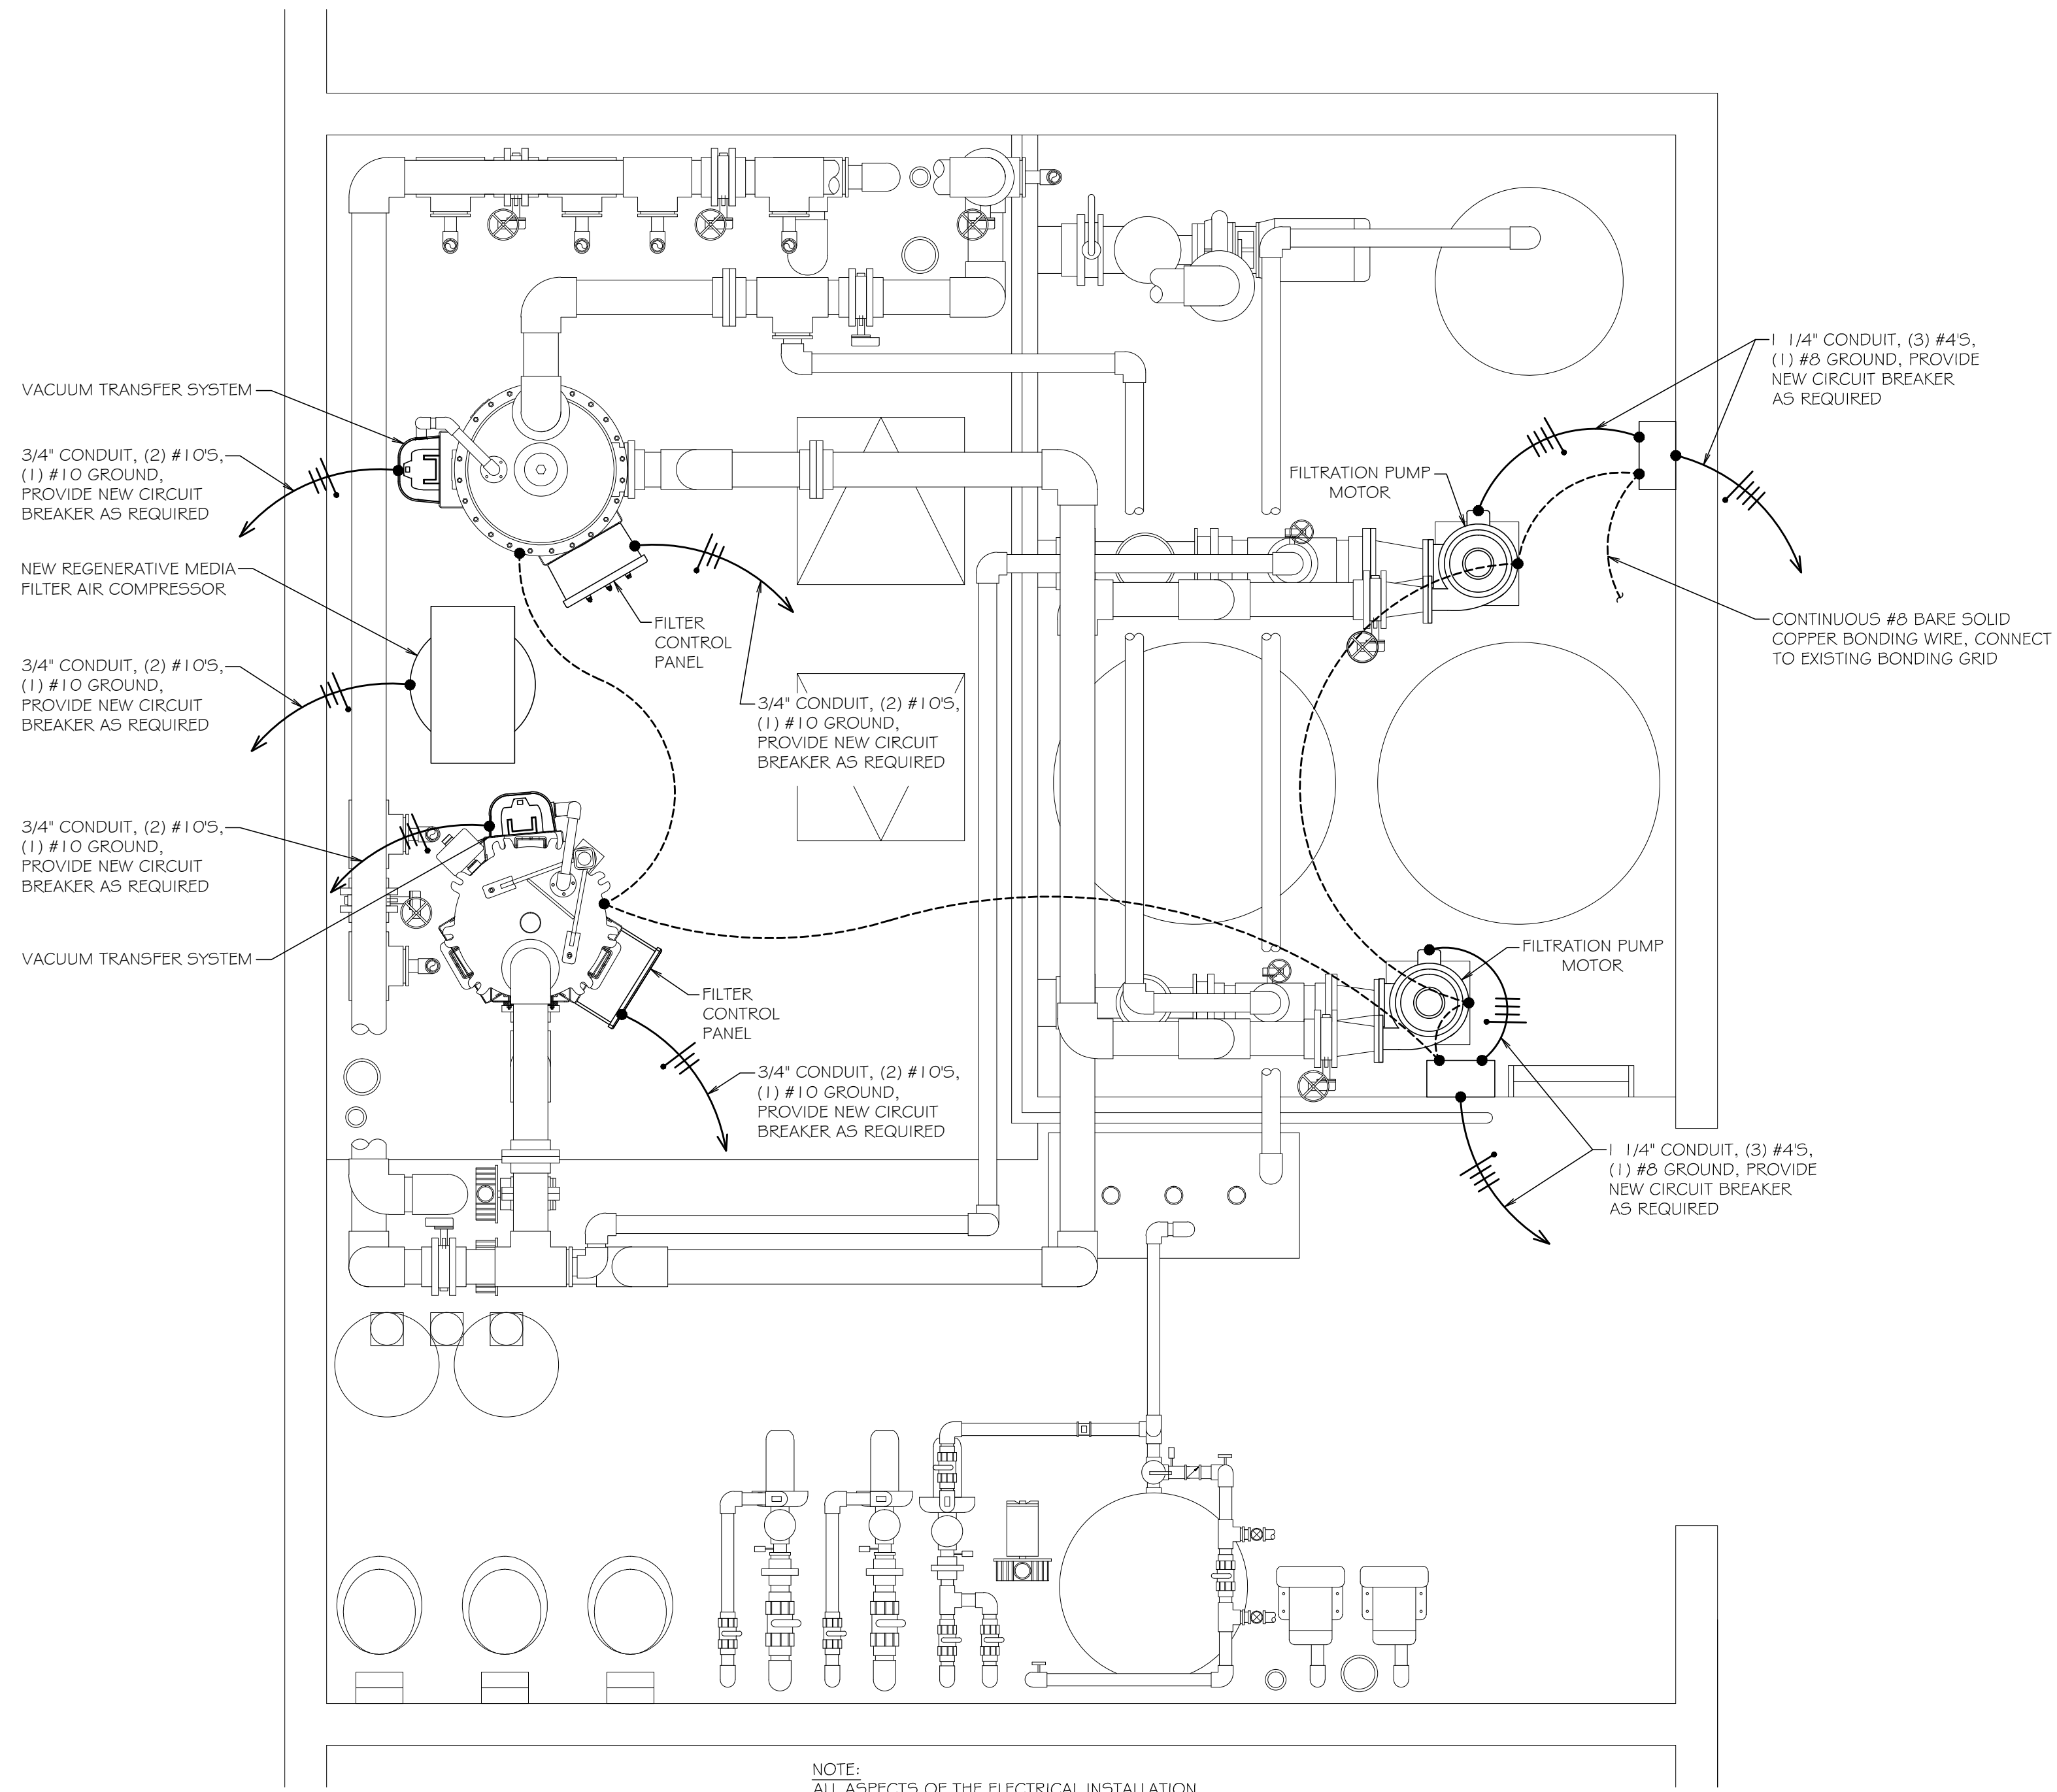 1 1/4" CONDUIT, (3) #4'S,
(1) #8 GROUND, PROVIDE
NEW CIRCUIT BREAKER
AS REQUIRED
VACUUM TRANSFER SYSTEM
3/4" CONDUIT, (2) #10'S,
(1) #10 GROUND,
PROVIDE NEW CIRCUIT
BREAKER AS REQUIRED
FILTRATION PUMP
MOTOR
NEW REGENERATIVE MEDIA
FILTER AIR COMPRESSOR
FILTER
CONTROL
PANEL
CONTINUOUS #8 BARE SOLID
COPPER BONDING WIRE, CONNECT
TO EXISTING BONDING GRID
3/4" CONDUIT, (2) #10'S,
(1) #10 GROUND,
PROVIDE NEW CIRCUIT
BREAKER AS REQUIRED
3/4" CONDUIT, (2) #10'S,
(1) #10 GROUND,
PROVIDE NEW CIRCUIT
BREAKER AS REQUIRED
3/4" CONDUIT, (2) #10'S,
(1) #10 GROUND,
PROVIDE NEW CIRCUIT
BREAKER AS REQUIRED
VACUUM TRANSFER SYSTEM
FILTRATION PUMP
MOTOR
FILTER
CONTROL
PANEL
3/4" CONDUIT, (2) #10'S,
(1) #10 GROUND,
PROVIDE NEW CIRCUIT
BREAKER AS REQUIRED
1 1/4" CONDUIT, (3) #4'S,
(1) #8 GROUND, PROVIDE
NEW CIRCUIT BREAKER
AS REQUIRED
NOTE:
ALL ASPECTS OF THE ELECTRICAL INSTALLATION